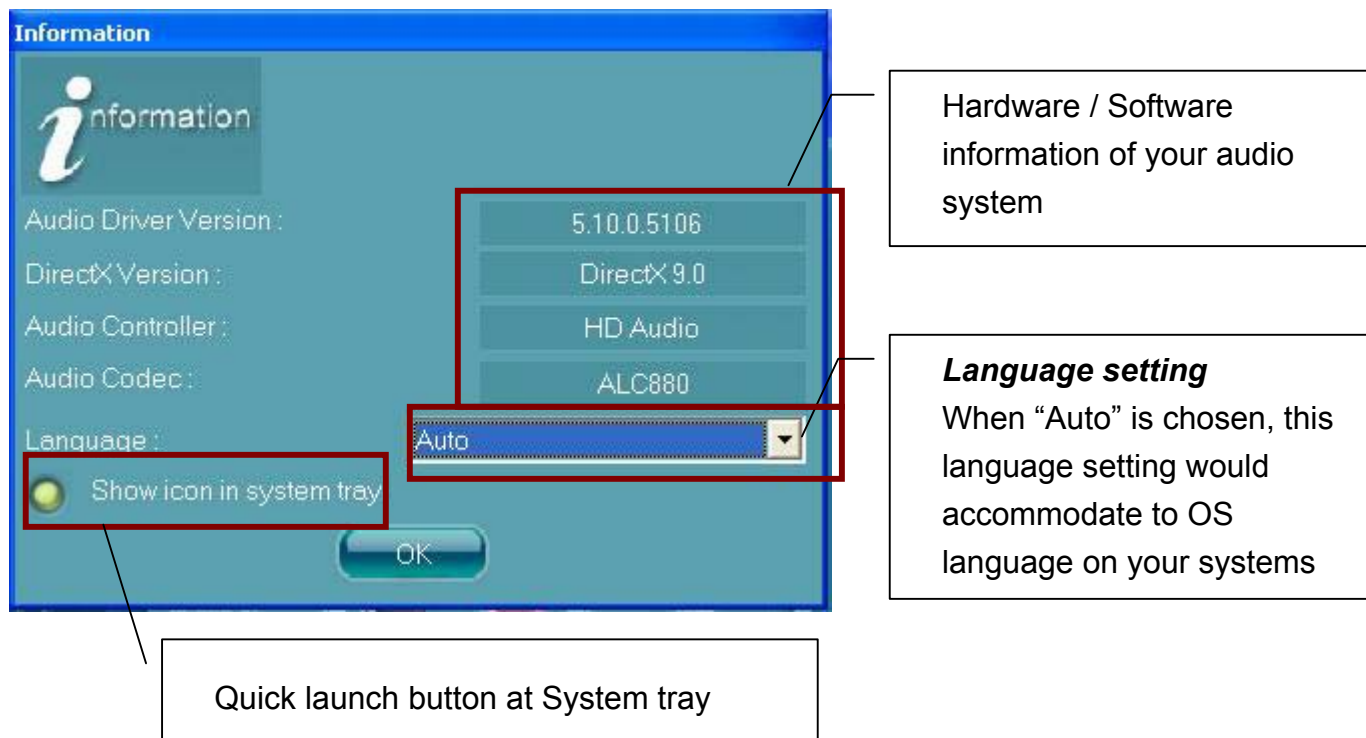 Information
information
Audio Driver Version :
5.10.0.5106
DirectX Version :
DirectX 9.0
Audio Controller :
HD Audio
Audio Codec :
ALC880
Language :
Auto
Show icon in system tray
OK
Hardware / Software
information of your audio
system
Language setting
When “Auto” is chosen, this
language setting would
accommodate to OS
language on your systems
Quick launch button at System tray